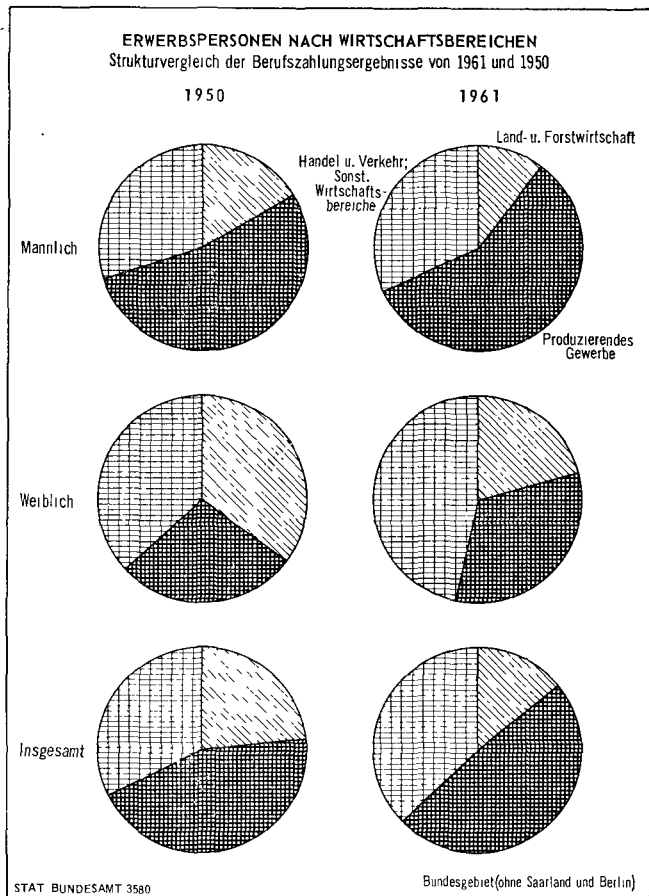 ERWERBSPERSONEN NACH WIRTSCHAFTSBEREICHEN
Strukturvergleich der Berufszahlungsergebnisse von 1961 und 1950
1950
1961
Land- u. Forstwirtschaft
Handel u. Verkehr;
Sonst.
Wirtschafts-
bereiche
Mannlich
Produzierendes
Gewerbe
Weiblich
Insgesamt
STAT BUNDESAMT 3580
Bundesgebiet (ohne Saarland und Berlin)